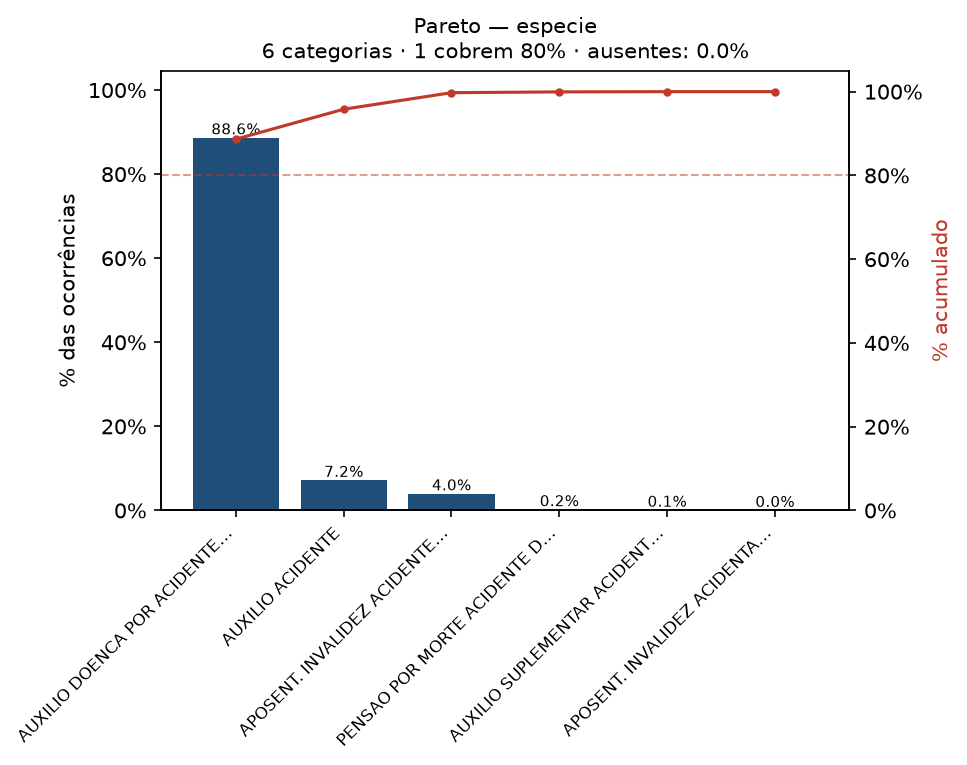 Pareto — especie
6 categorias · 1 cobrem 80% · ausentes: 0.0%
% das ocorrências
100%
80%
60%
40%
20%
0%
88.6%
7.2%
4.0%
0.2%
0.1%
0.0%
100%
80%
60%
40%
20%
0%
% acumulado
AUXILIO DOENCA POR ACIDENTE…
AUXILIO ACIDENTE
APOSENT. INVALIDEZ ACIDENTE…
PENSAO POR MORTE ACIDENTE D…
AUXILIO SUPLEMENTAR ACIDENT…
APOSENT. INVALIDEZ ACIDENTA…